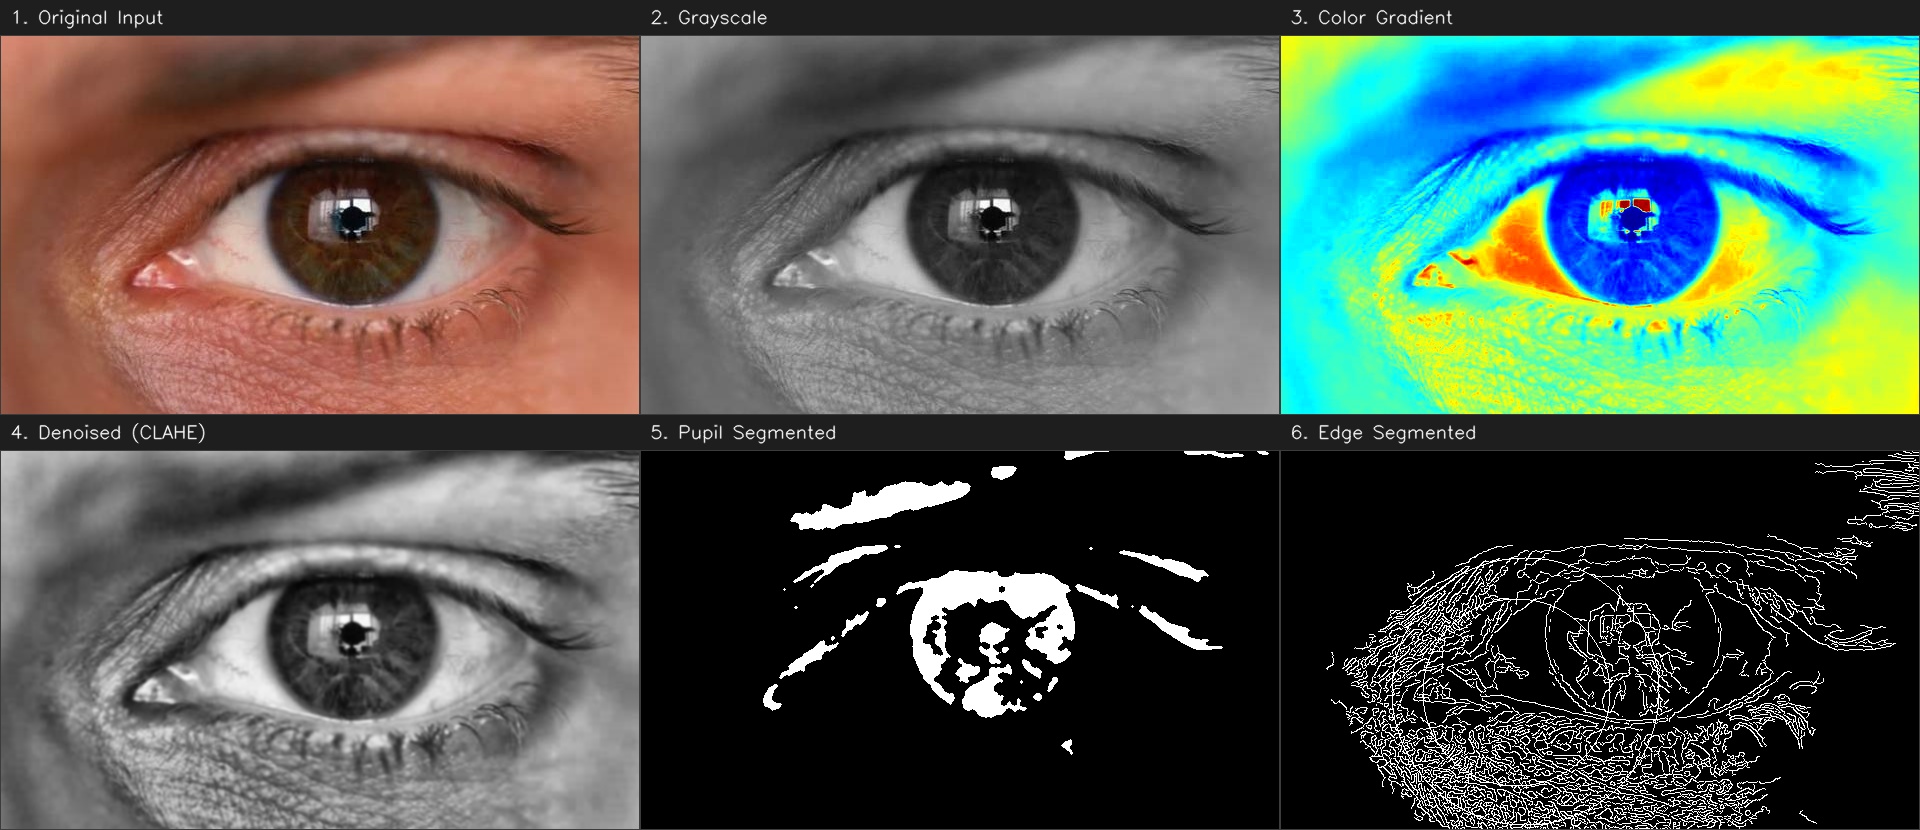 1. Original Input
2. Grayscale
3. Color Gradient
4. Denoised (CLAHE)
5. Pupil Segmented
6. Edge Segmented